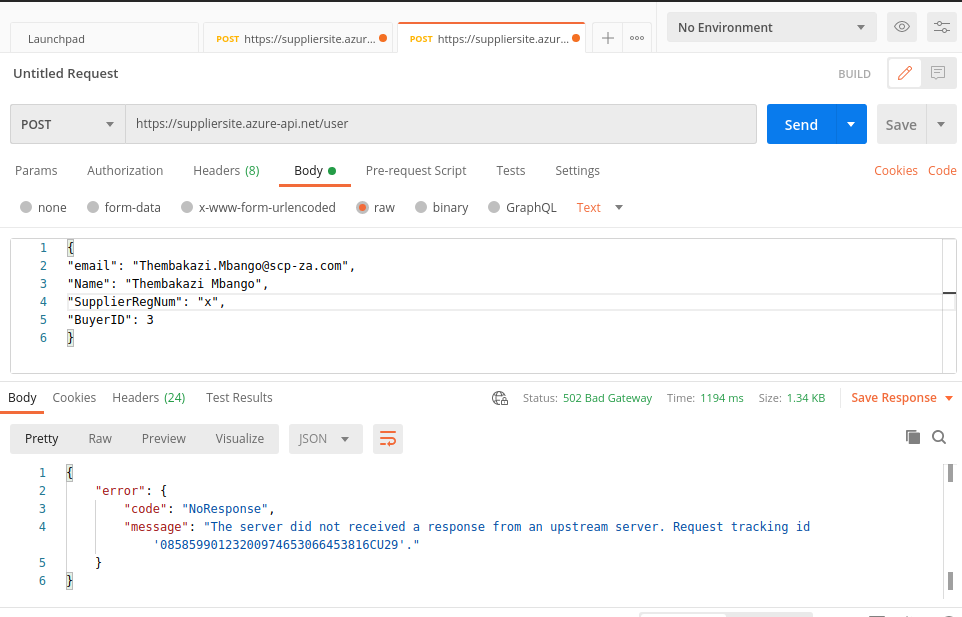 Launchpad
POST https://suppliersite.azur...
POST https://suppliersite.azur...
No Environment
Untitled Request
BUILD
POST
https://suppliersite.azure-api.net/user
Send
Save
Params Authorization Headers (8) Body Pre-request Script Tests Settings Cookies Code
none form-data x-www-form-urlencoded raw binary GraphQL Text
1 {
2 "email": "Thembakazi.Mbango@scp-za.com",
3 "Name": "Thembakazi Mbango",
4 "SupplierRegNum": "x",
5 "BuyerID": 3
6 }
Body Cookies Headers (24) Test Results Status: 502 Bad Gateway Time: 1194 ms Size: 1.34 KB Save Response
Pretty Raw Preview Visualize JSON
1 {
2 "error": {
3 "code": "NoResponse",
4 "message": "The server did not received a response from an upstream server. Request tracking id
'08585990123200974653066453816CU29'."
5 }
6 }